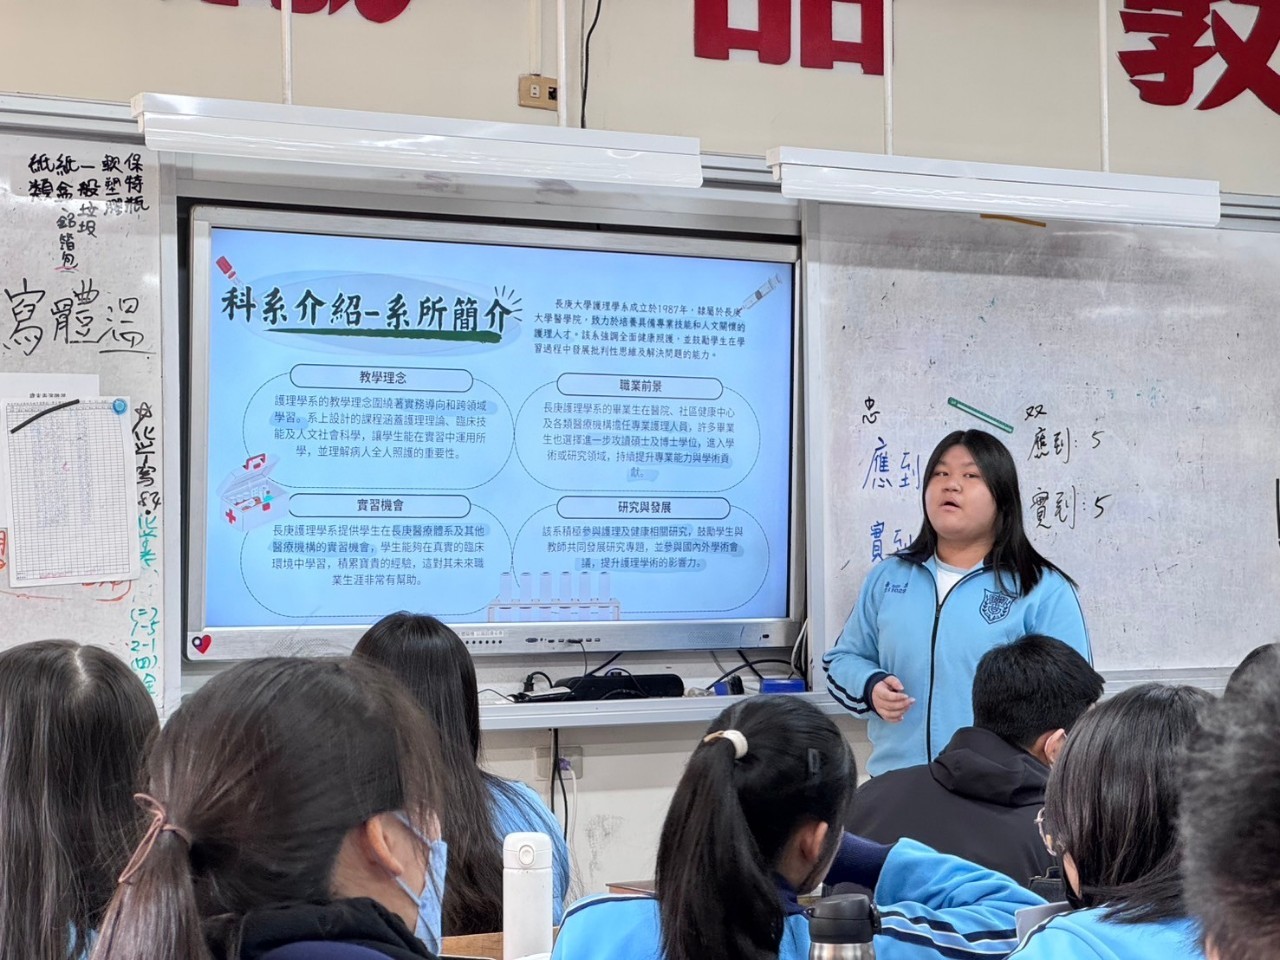 品
教
保特瓶
軟塑膠
一般垃圾
紙盒.鋁箔包
紙類
寫體溫
科系介紹-系所簡介
長庚大學護理學系成立於1987年，隸屬於長庚
大學醫學院，致力於培養具備專業技能和人文關懷的
護理人才。該系強調全面健康照護，並鼓勵學生在學
習過程中發展批判性思維及解決問題的能力。
教學理念
護理學系的教學理念圍繞著實務導向和跨領域
學習。系上設計的課程涵蓋護理理論、臨床技
能及人文社會科學，讓學生能在實習中運用所
學，並理解病人全人照護的重要性。
職業前景
長庚護理學系的畢業生在醫院、社區健康中心
及各類醫療機構擔任專業護理人員，許多畢業
生也選擇進一步攻讀碩士及博士學位，進入學
術或研究領域，持續提升專業能力與學術貢
獻。
實習機會
長庚護理學系提供學生在長庚醫療體系及其他
醫療機構的實習機會，學生能夠在真實的臨床
環境中學習，積累寶貴的經驗，這對其未來職
業生涯非常有幫助。
研究與發展
該系積極參與護理及健康相關研究，鼓勵學生與
教師共同發展研究專題，並參與國內外學術會
議，提升護理學術的影響力。
忠
應到
實到
双
應到:5
實到:5
1-5
2-1